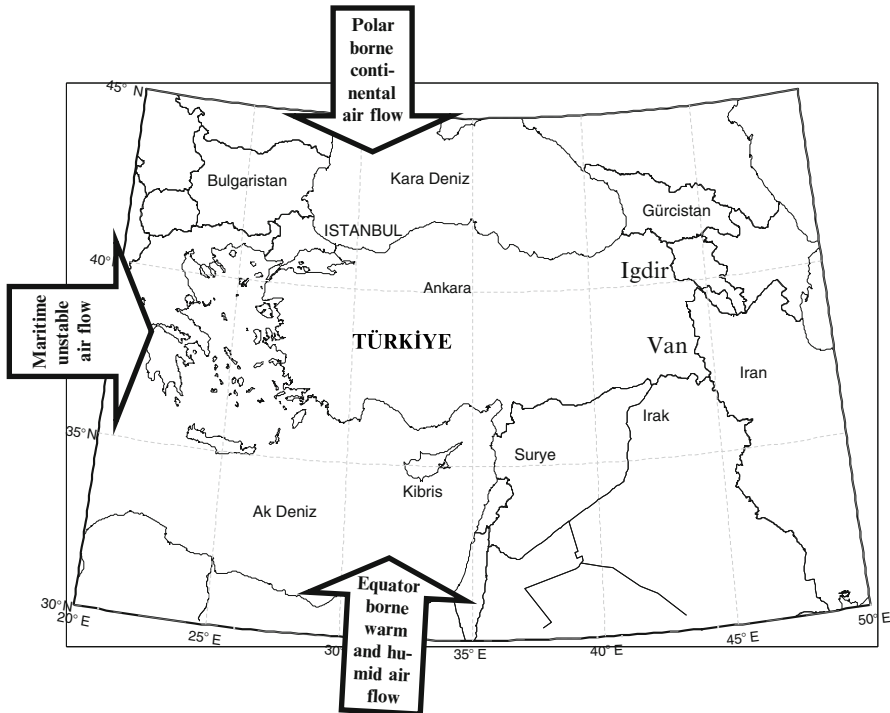 Polar
borne
conti-
nental
air flow
45° N
Bulgaristan
Kara Deniz
Gürcistan
ISTANBUL
40°
Igdir
Ankara
Maritime
unstable
air flow
TÜRKİYE
Van
Iran
Irak
35° N
Surye
Kibris
Ak Deniz
Equator
borne
warm
and hu-
mid air
flow
30° N
20° E
25° E
30°
35° E
40° E
45° E
50° E